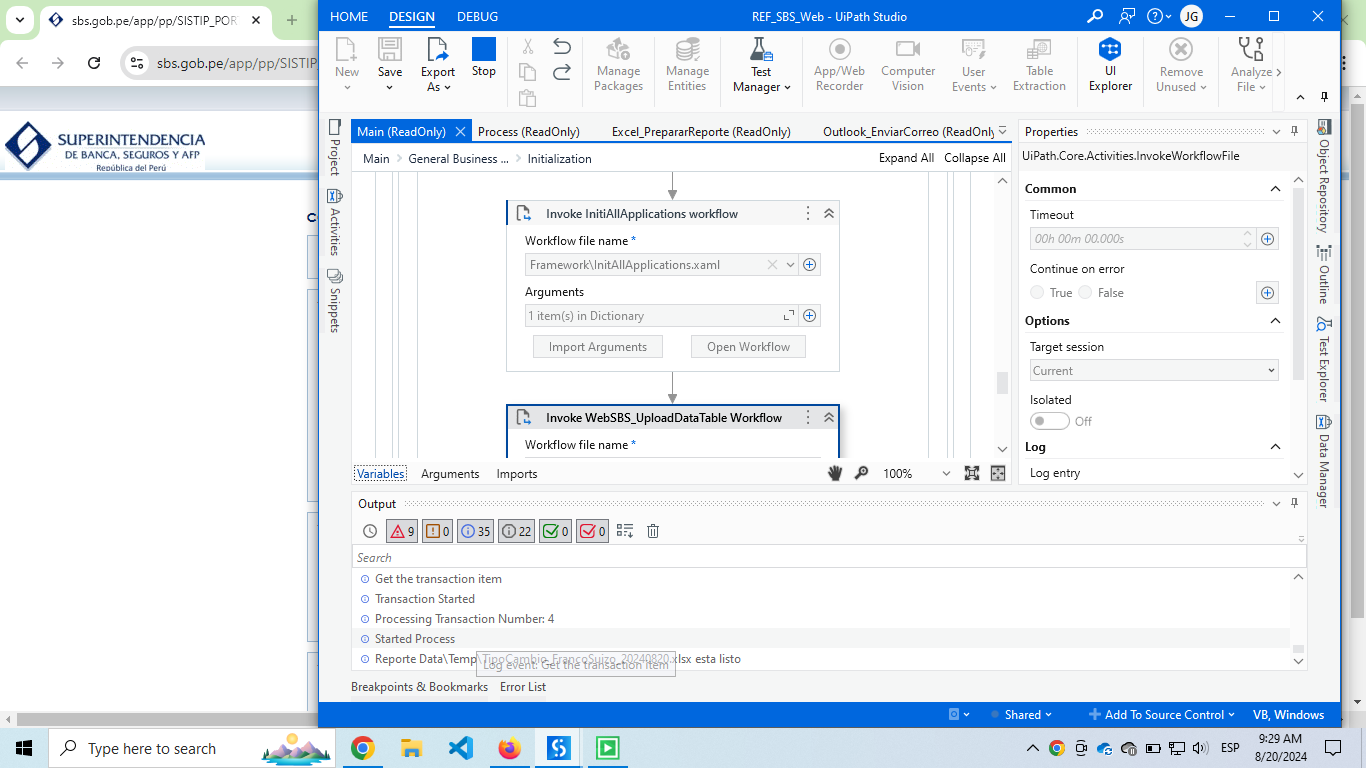 sbs.gob.pe/app/pp/SISTIP_POR
sbs.gob.pe/app/pp/SISTIP
SUPERINTENDENCIA
DE BANCA, SEGUROS Y AFP
República del Perú
HOME DESIGN DEBUG
REF_SBS_Web - UiPath Studio
JG
New
Save
Export As
Stop
Manage Packages
Manage Entities
Test Manager
App/Web Recorder
Computer Vision
User Events
Table Extraction
UI Explorer
Remove Unused
Analyze File
Project
Activities
Snippets
Main (ReadOnly)
Process (ReadOnly)
Excel_PrepararReporte (ReadOnly)
Outlook_EnviarCorreo (ReadOnly
Main > General Business ... > Initialization
Expand All Collapse All
Invoke InitiAllApplications workflow
Workflow file name *
Framework\InitAllApplications.xaml
Arguments
1 item(s) in Dictionary
Import Arguments
Open Workflow
Invoke WebSBS_UploadDataTable Workflow
Workflow file name *
Variables Arguments Imports
100%
Properties
UiPath.Core.Activities.InvokeWorkflowFile
Common
Timeout
00h 00m 00.000s
Continue on error
True False
Options
Target session
Current
Isolated
Off
Log
Log entry
Object Repository
Outline
Test Explorer
Data Manager
Output
9 0 35 22 0 0
Search
Get the transaction item
Transaction Started
Processing Transaction Number: 4
Started Process
Reporte Data\Temp\TipoCambio_FrancoSuizo_20240820.xlsx esta listo
Log event: Get the transaction item
Breakpoints & Bookmarks Error List
Shared
Add To Source Control
VB, Windows
Type here to search
ESP
9:29 AM
8/20/2024